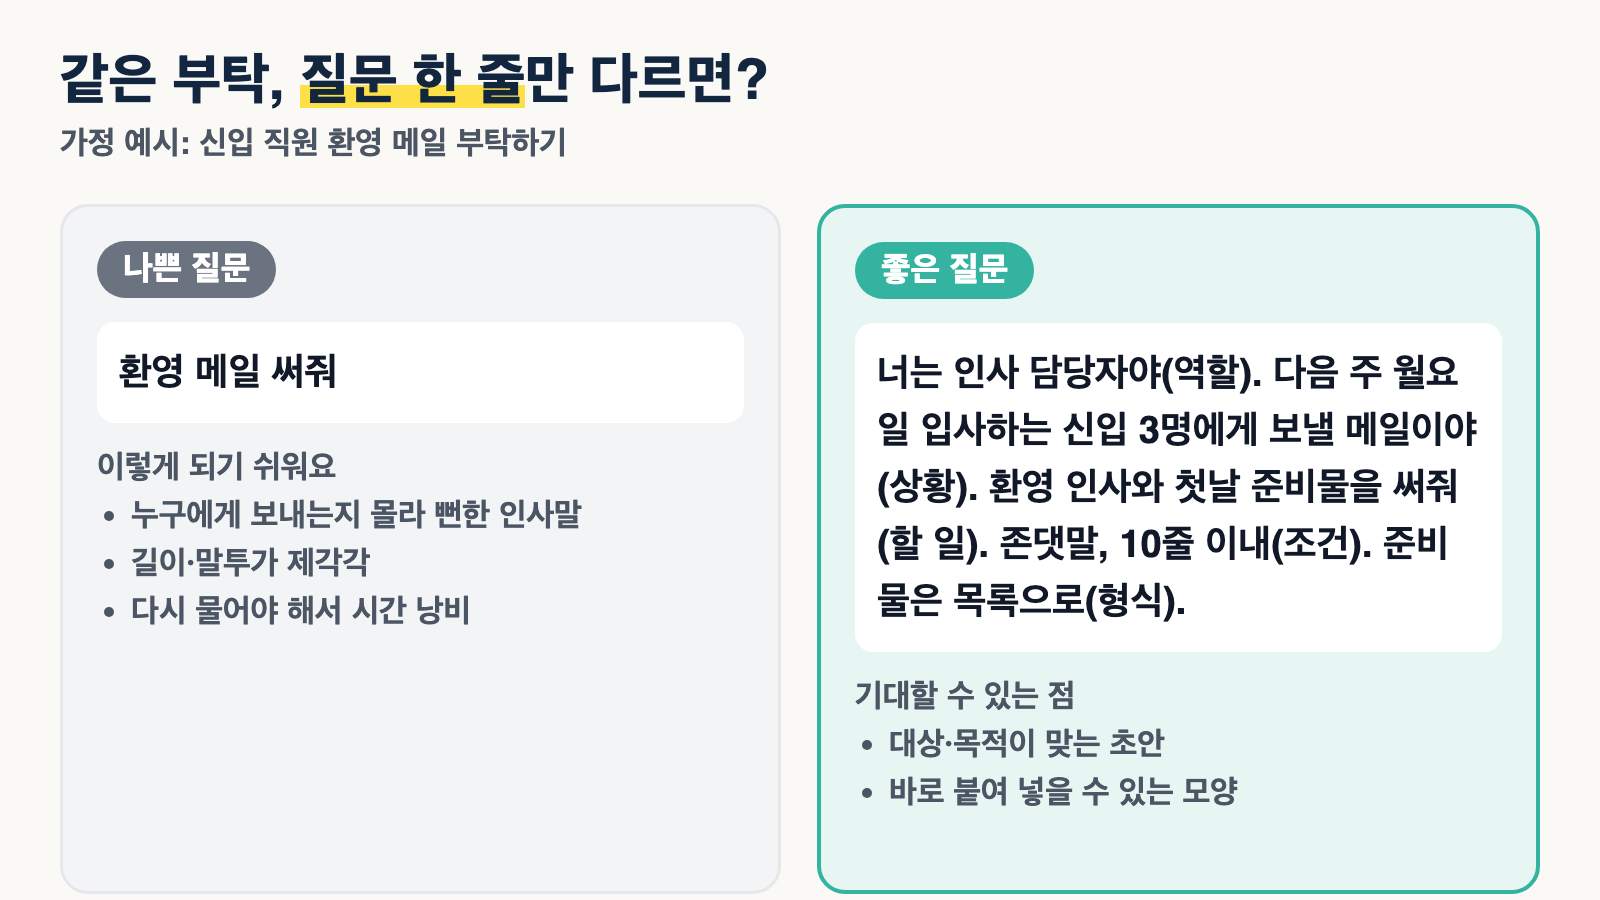 같은 부탁, 질문 한 줄만 다르면?
가정 예시: 신입 직원 환영 메일 부탁하기
나쁜 질문
환영 메일 써줘
이렇게 되기 쉬워요
• 누구에게 보내는지 몰라 뻔한 인사말
• 길이·말투가 제각각
• 다시 물어야 해서 시간 낭비
좋은 질문
너는 인사 담당자야(역할). 다음 주 월요
일 입사하는 신입 3명에게 보낼 메일이야
(상황). 환영 인사와 첫날 준비물을 써줘
(할 일). 존댓말, 10줄 이내(조건). 준비
물은 목록으로(형식).
기대할 수 있는 점
• 대상·목적이 맞는 초안
• 바로 붙여 넣을 수 있는 모양